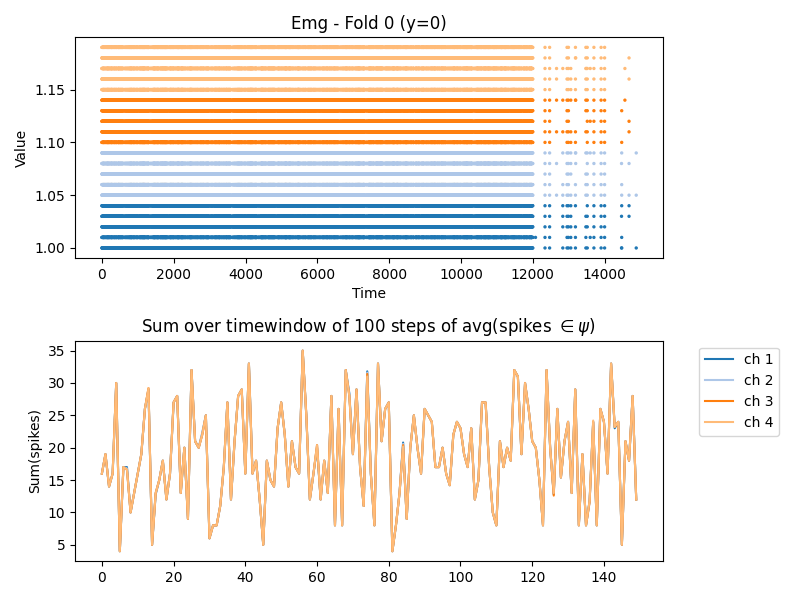 Emg - Fold 0 (y=0)
Value
1.15
1.10
1.05
1.00
0 2000 4000 6000 8000 10000 12000 14000
Time
Sum over timewindow of 100 steps of avg(spikes ∈ψ)
Sum(spikes)
35
30
25
20
15
10
5
0 20 40 60 80 100 120 140
ch 1
ch 2
ch 3
ch 4